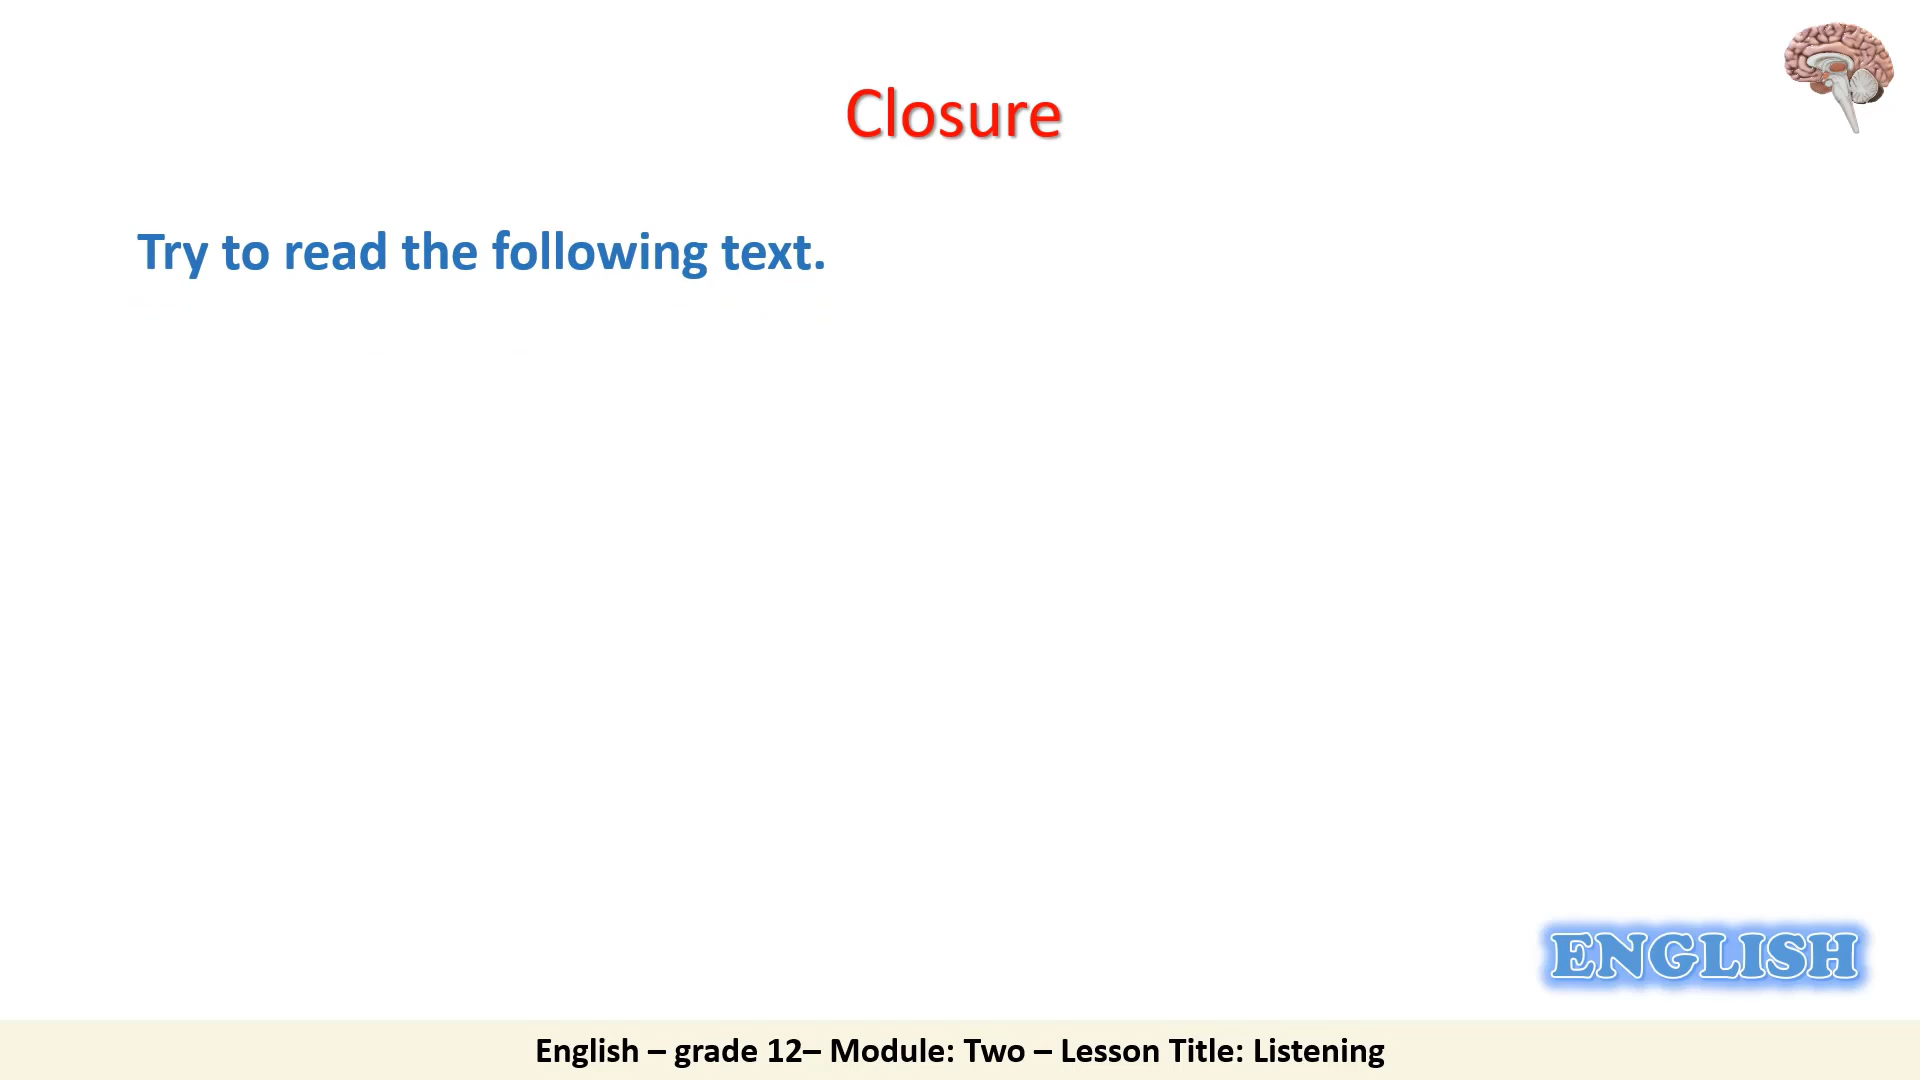 Closure
Try to read the following text.
ENGLISH
English – grade 12– Module: Two – Lesson Title: Listening